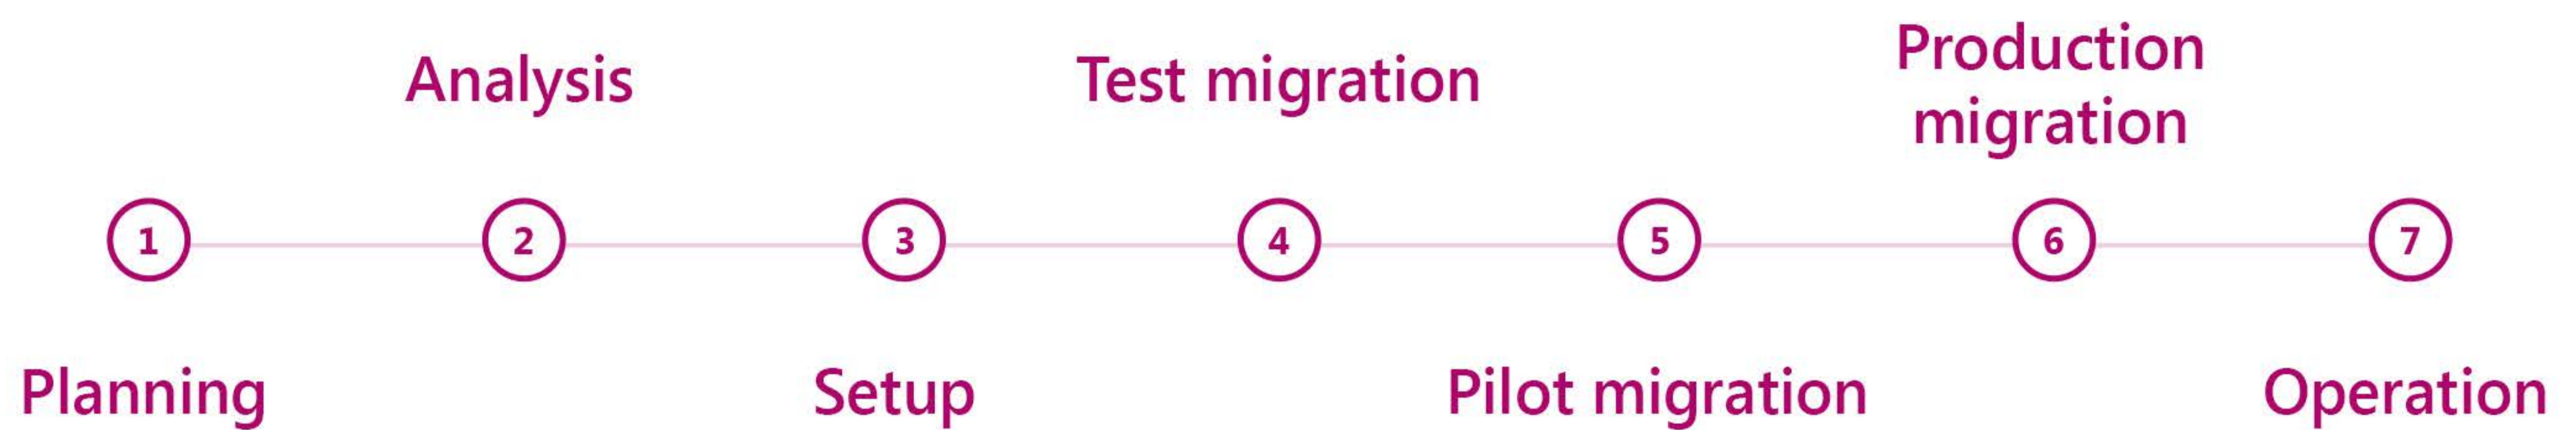 Production
Analysis
Test migration
migration
1
2
3
4
5
6
7
Planning
Setup
Pilot migration
Operation